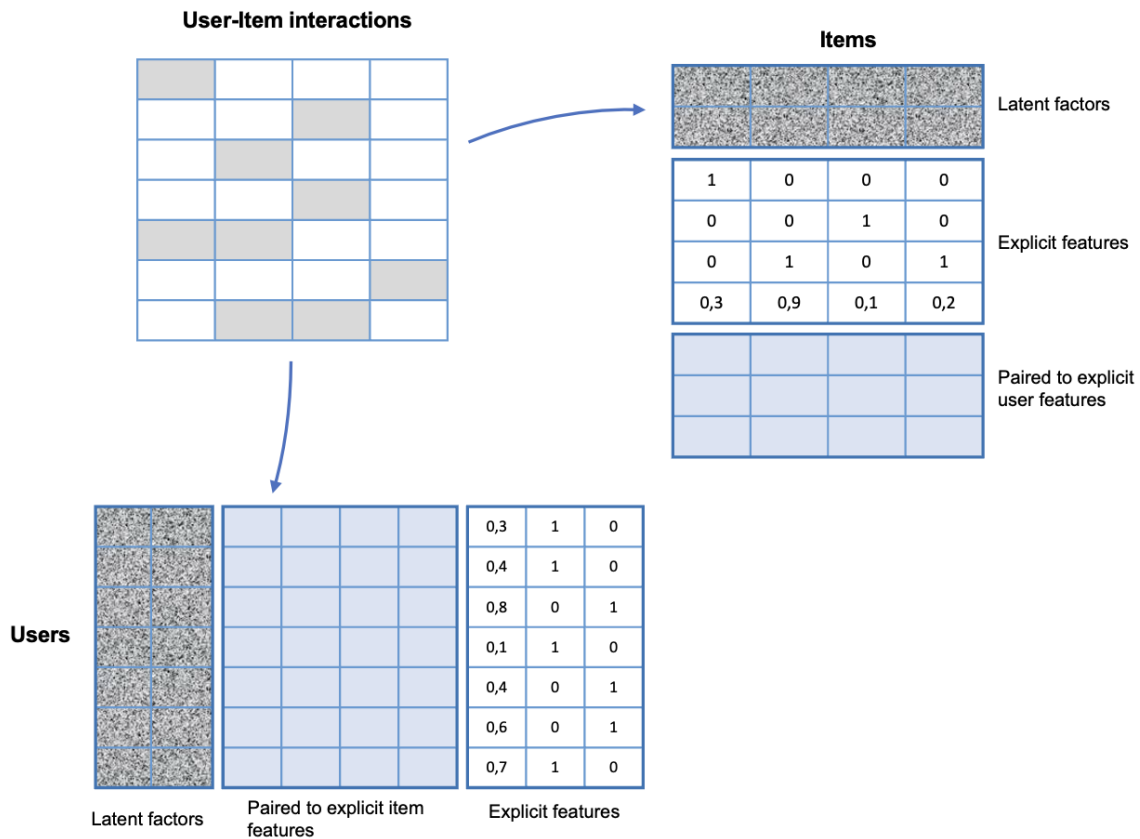 User-Item interactions
Items
Latent factors
1 0 0 0
0 0 1 0
0 1 0 1
0,3 0,9 0,1 0,2
Explicit features
Paired to explicit
user features
Users
0,3 1 0
0,4 1 0
0,8 0 1
0,1 1 0
0,4 0 1
0,6 0 1
0,7 1 0
Latent factors
Paired to explicit item
features
Explicit features